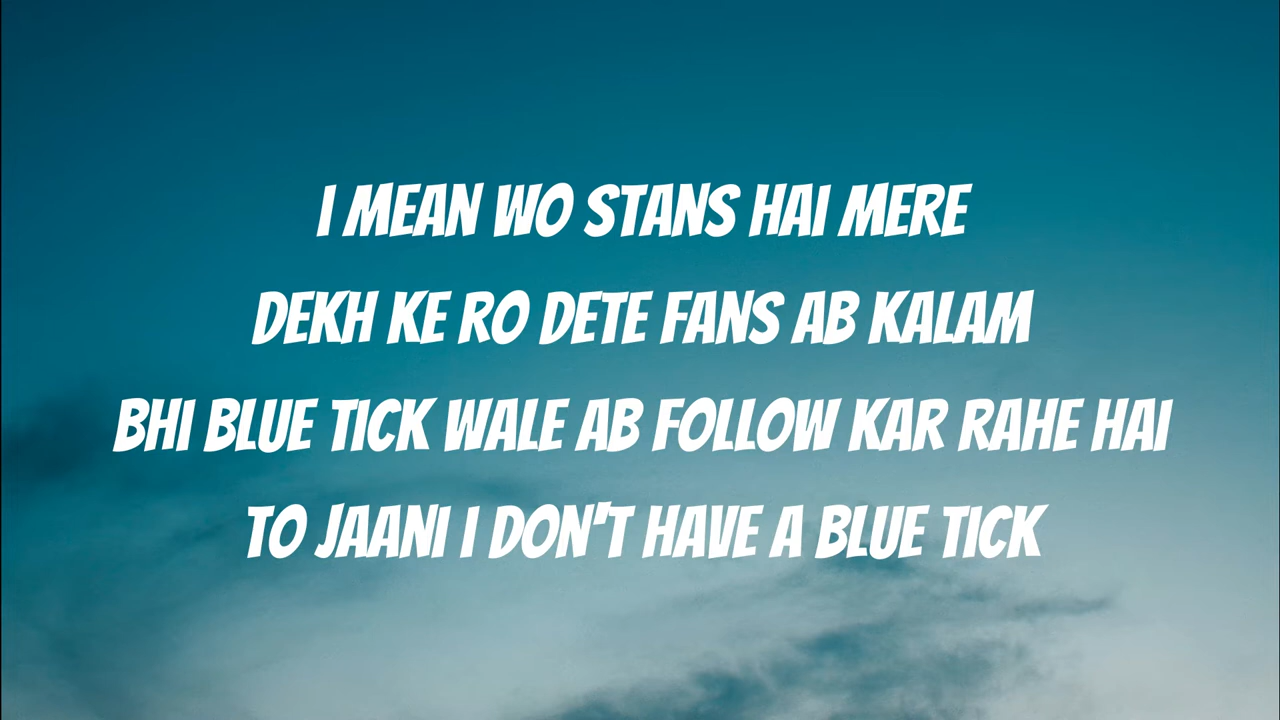 I MEAN WO STANS HAI MERE
DEKH KE RO DETE FANS AB KALAM
BHI BLUE TICK WALE AB FOLLOW KAR RAHE HAI
TO JAANI I DON'T HAVE A BLUE TICK